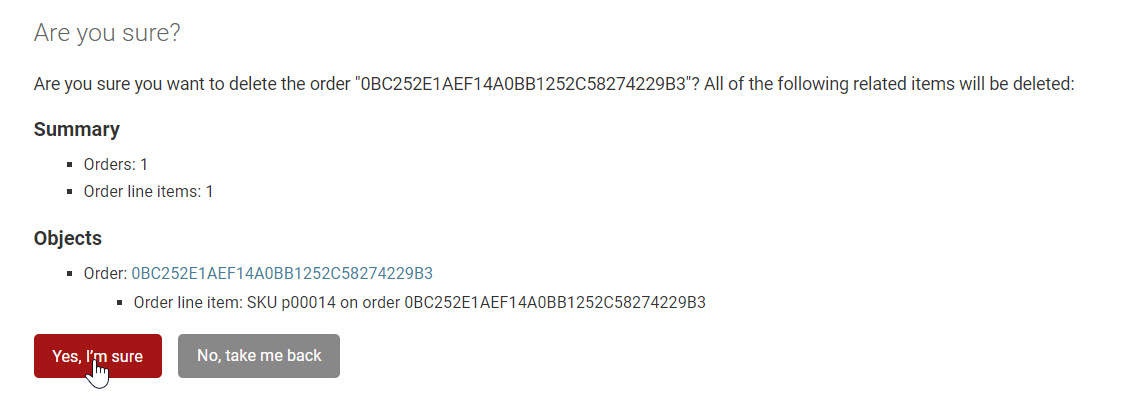 Are you sure?
Are you sure you want to delete the order "0BC252E1AEF14A0BB1252C58274229B3"? All of the following related items will be deleted:
Summary
Orders: 1
Order line items: 1
Objects
Order: 0BC252E1AEF14A0BB1252C58274229B3
Order line item: SKU p00014 on order 0BC252E1AEF14A0BB1252C58274229B3
Yes, I'm sure
No, take me back